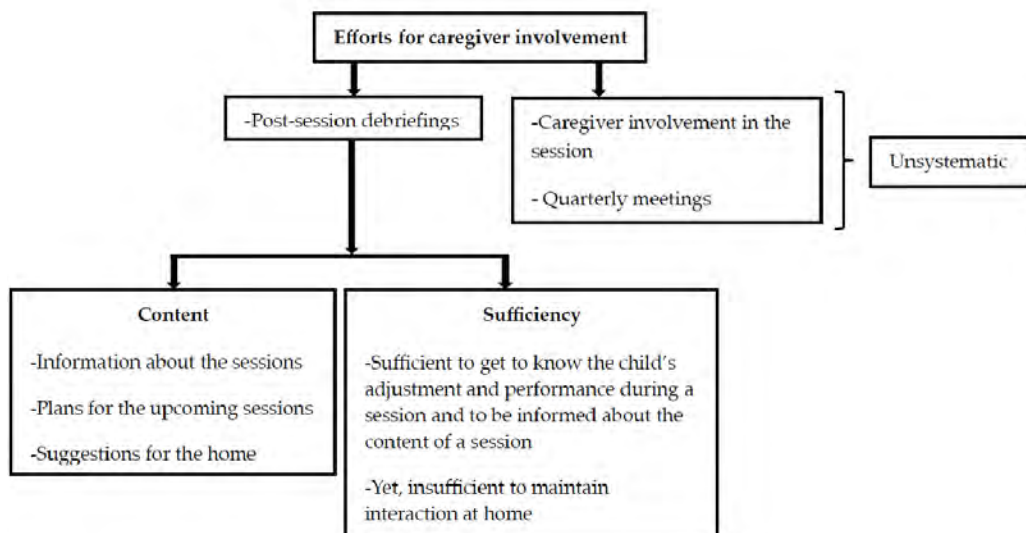 Efforts for caregiver involvement
-Post-session debriefings
-Caregiver involvement in the
session
- Quarterly meetings
Unsystematic
Content
-Information about the sessions
-Plans for the upcoming sessions
-Suggestions for the home
Sufficiency
-Sufficient to get to know the child's
adjustment and performance during a
session and to be informed about the
content of a session
-Yet, insufficient to maintain
interaction at home